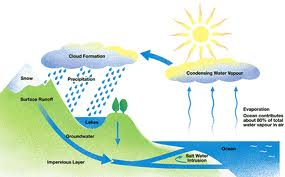 Cloud Formation
Condensing Water Vapour
Precipitation
Snow
Surface Runoff
Lakes
Groundwater
Impervious Layer
Salt Water
Intrusion
Ocean
Evaporation
Ocean contributes
about 80% of total
water vapour in air